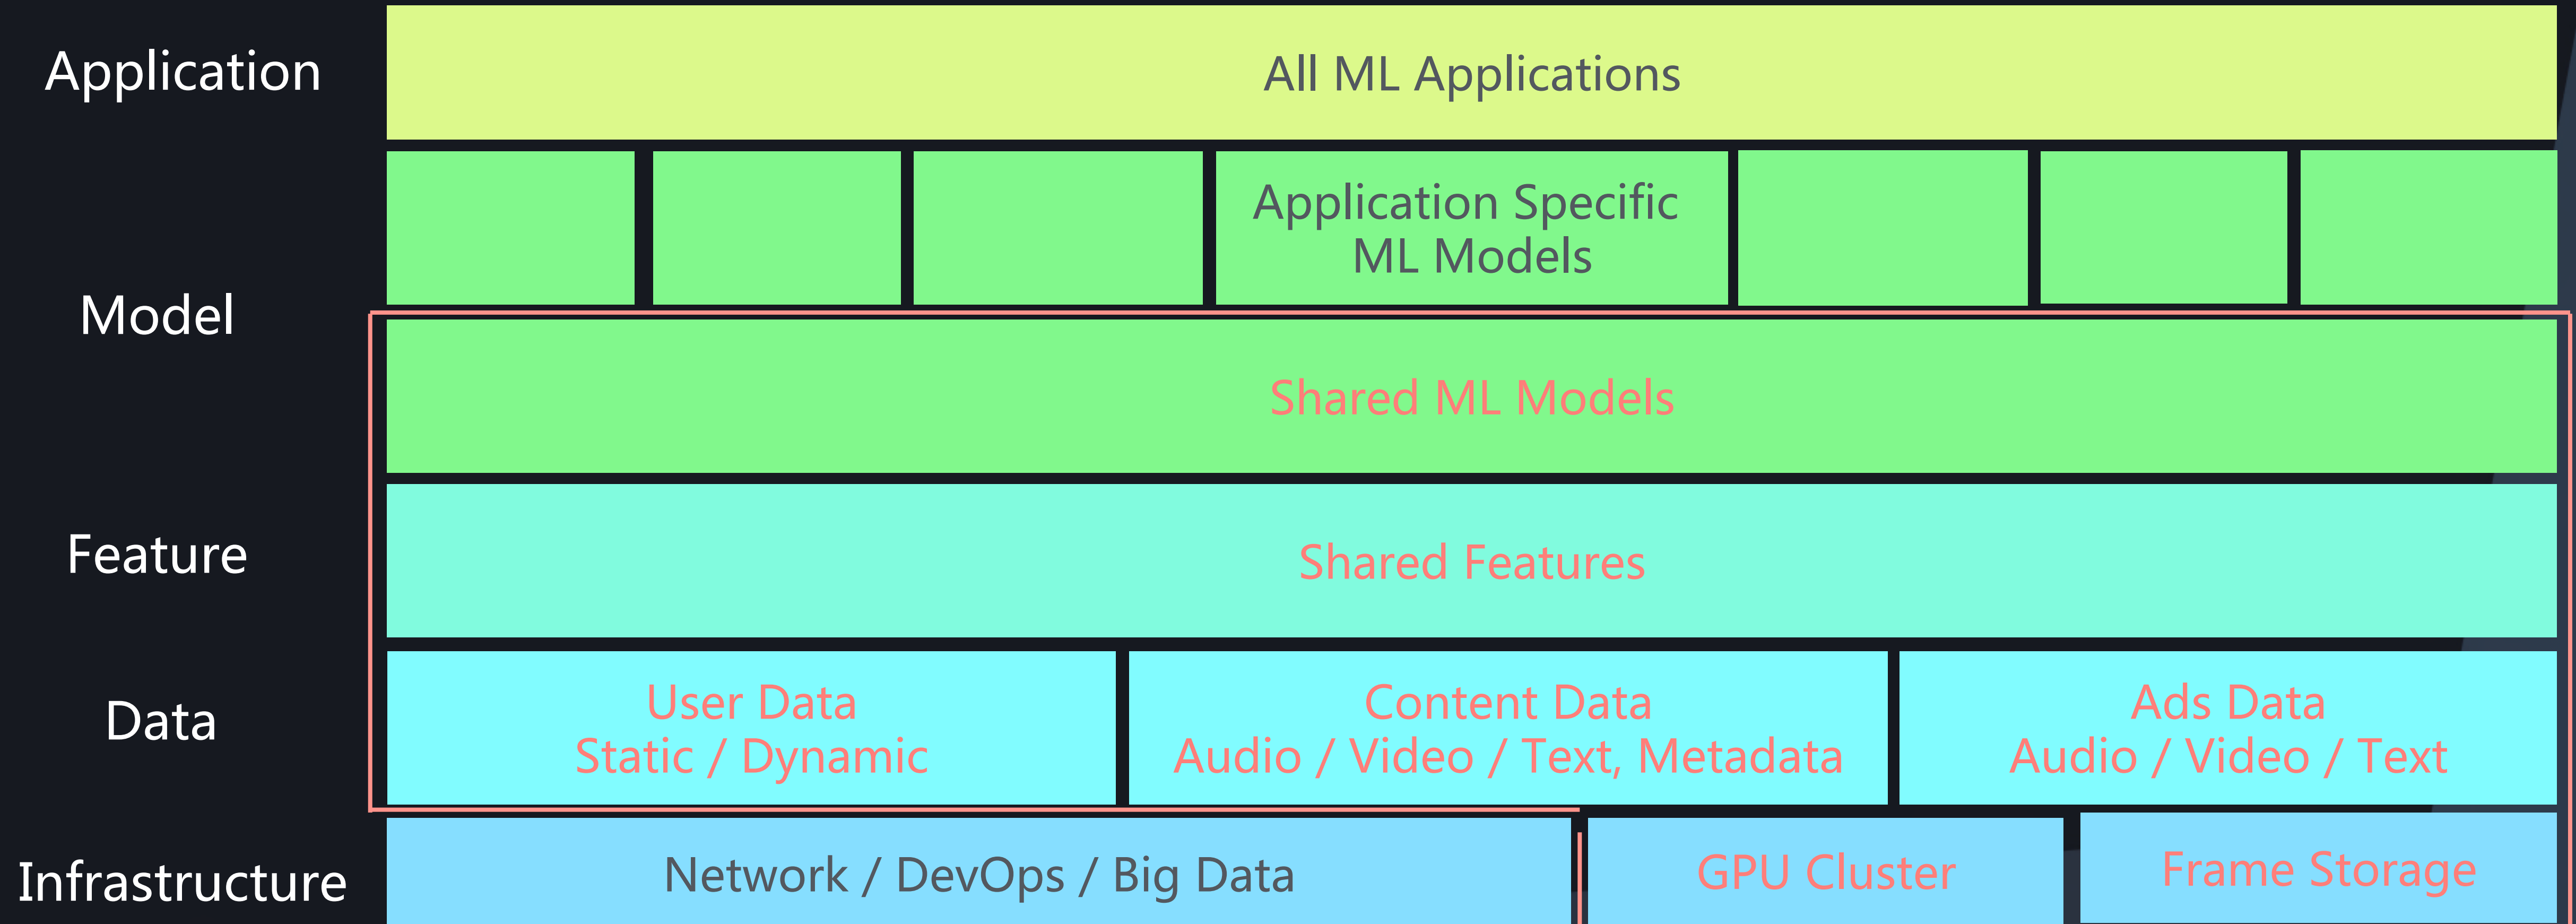 Application
All ML Applications
Model
Application Specific
ML Models
Shared ML Models
Feature
Shared Features
Data
User Data
Static / Dynamic
Content Data
Audio / Video / Text, Metadata
Ads Data
Audio / Video / Text
Infrastructure
Network / DevOps / Big Data
GPU Cluster
Frame Storage